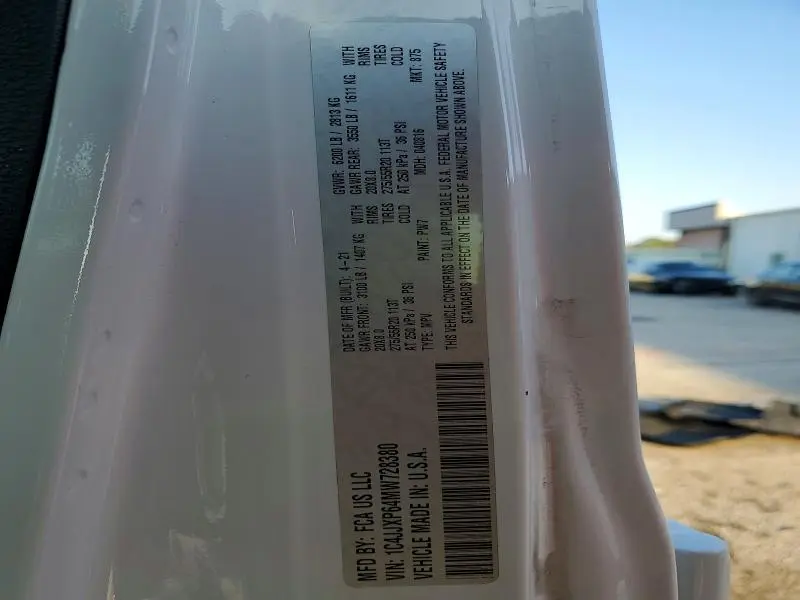 MFD BY: FCA US LLC
DATE OF MFR (BUILT): 4-21
GVWR: 6200 LB / 2813 KG
GAWR FRONT: 3100 LB / 1407 KG WITH
GAWR REAR: 3550 LB / 1611 KG WITH
20X8.0 RIMS
20X8.0 RIMS
275/55R20 113T TIRES
275/55R20 113T TIRES
AT 250 kPa / 36 PSI COLD
AT 250 kPa / 36 PSI COLD
VIN: 1C4JJXP64MW728380
TYPE: MPV
PAINT: PW7
MDH: 040816
MKT: 875
VEHICLE MADE IN: U.S.A.
THIS VEHICLE CONFORMS TO ALL APPLICABLE U.S.A. FEDERAL MOTOR VEHICLE SAFETY
STANDARDS IN EFFECT ON THE DATE OF MANUFACTURE SHOWN ABOVE.